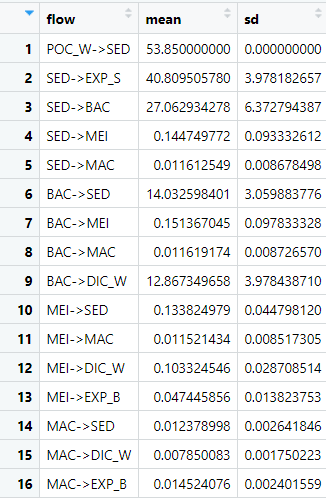 flow mean sd
1 POC_W->SED 53.850000000 0.000000000
2 SED->EXP_S 40.809505780 3.978182657
3 SED->BAC 27.062934278 6.372794387
4 SED->MEI 0.144749772 0.093332612
5 SED->MAC 0.011612549 0.008678498
6 BAC->SED 14.032598401 3.059883776
7 BAC->MEI 0.151367045 0.097833328
8 BAC->MAC 0.011619174 0.008726570
9 BAC->DIC_W 12.867349658 3.978438710
10 MEI->SED 0.133824979 0.044798120
11 MEI->MAC 0.011521434 0.008517305
12 MEI->DIC_W 0.103324546 0.028708514
13 MEI->EXP_B 0.047445856 0.013823753
14 MAC->SED 0.012378998 0.002641846
15 MAC->DIC_W 0.007850083 0.001750223
16 MAC->EXP_B 0.014524076 0.002401559